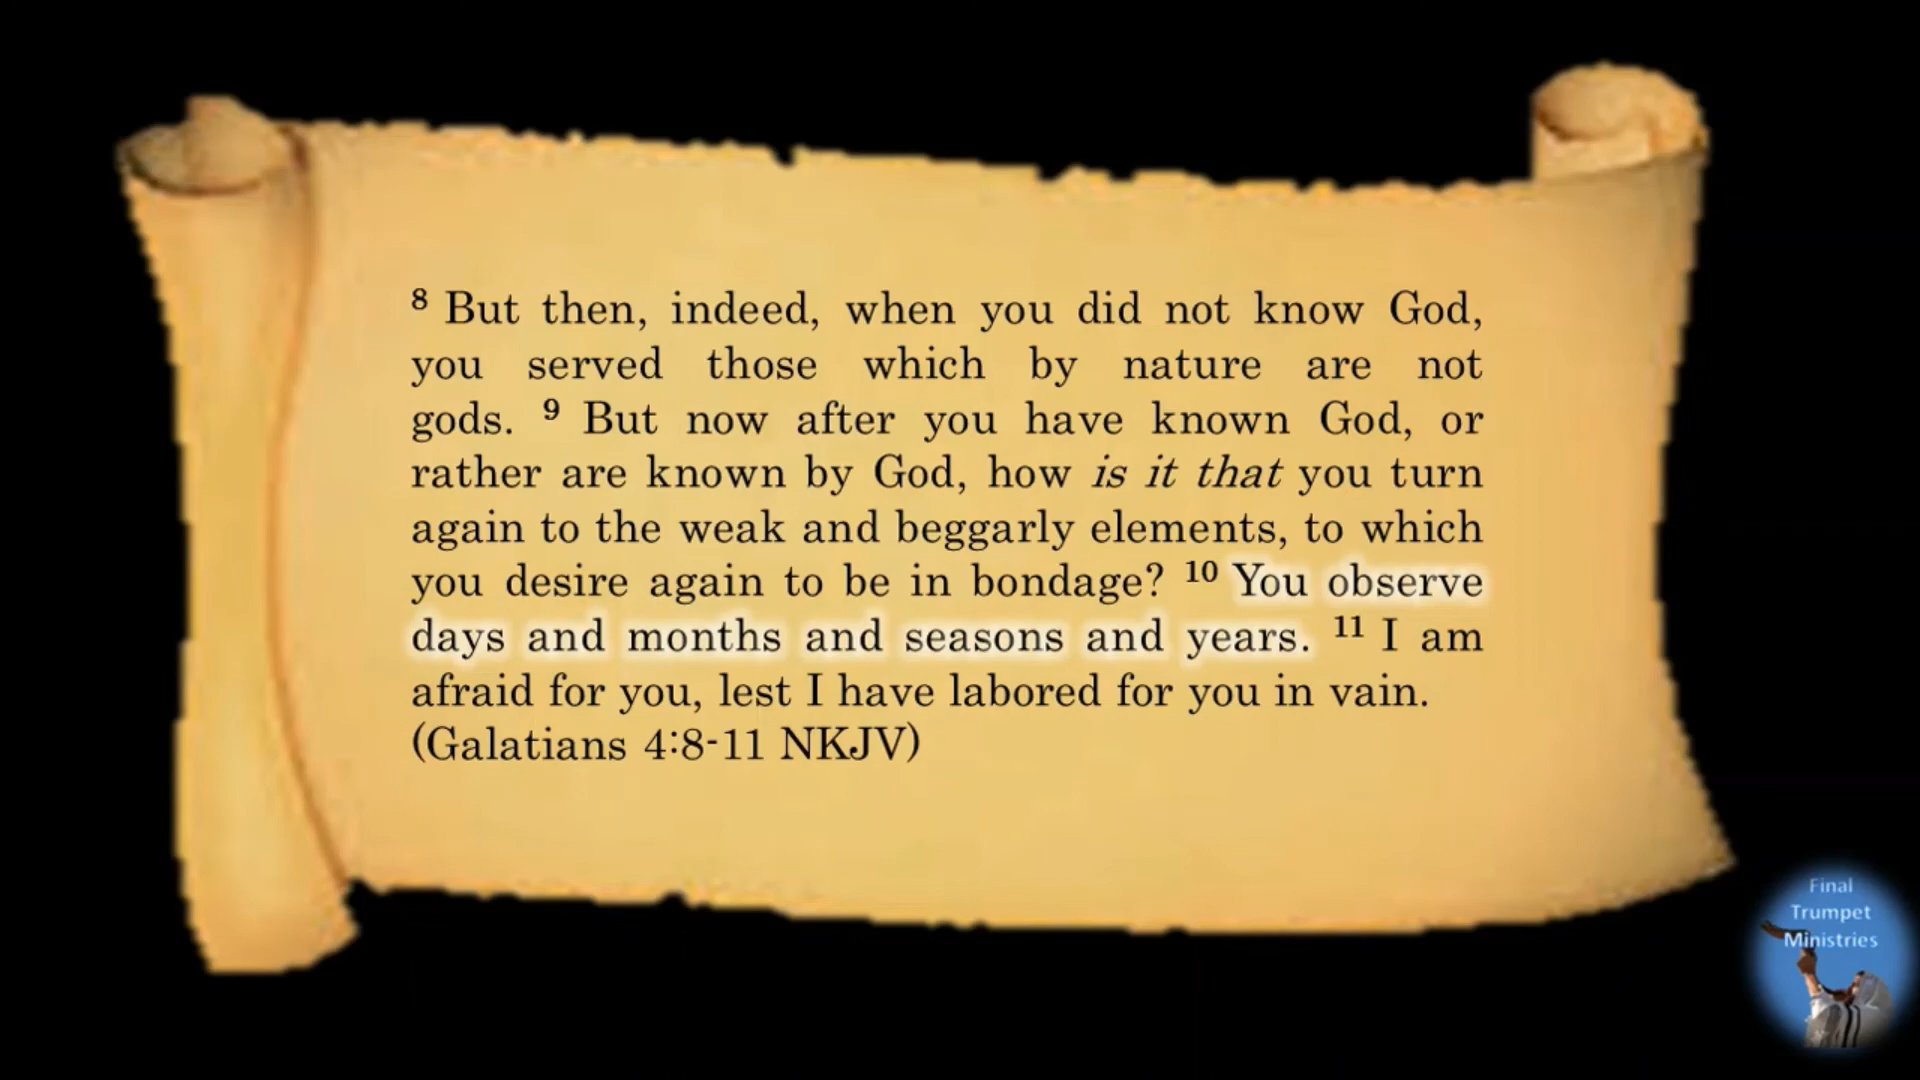 ⁸ But then, indeed, when you did not know God,
you served those which by nature are not
gods. ⁹ But now after you have known God, or
rather are known by God, how is it that you turn
again to the weak and beggarly elements, to which
you desire again to be in bondage? ¹⁰ You observe
days and months and seasons and years. ¹¹ I am
afraid for you, lest I have labored for you in vain.
(Galatians 4:8-11 NKJV)
Final
Trumpet
Ministries